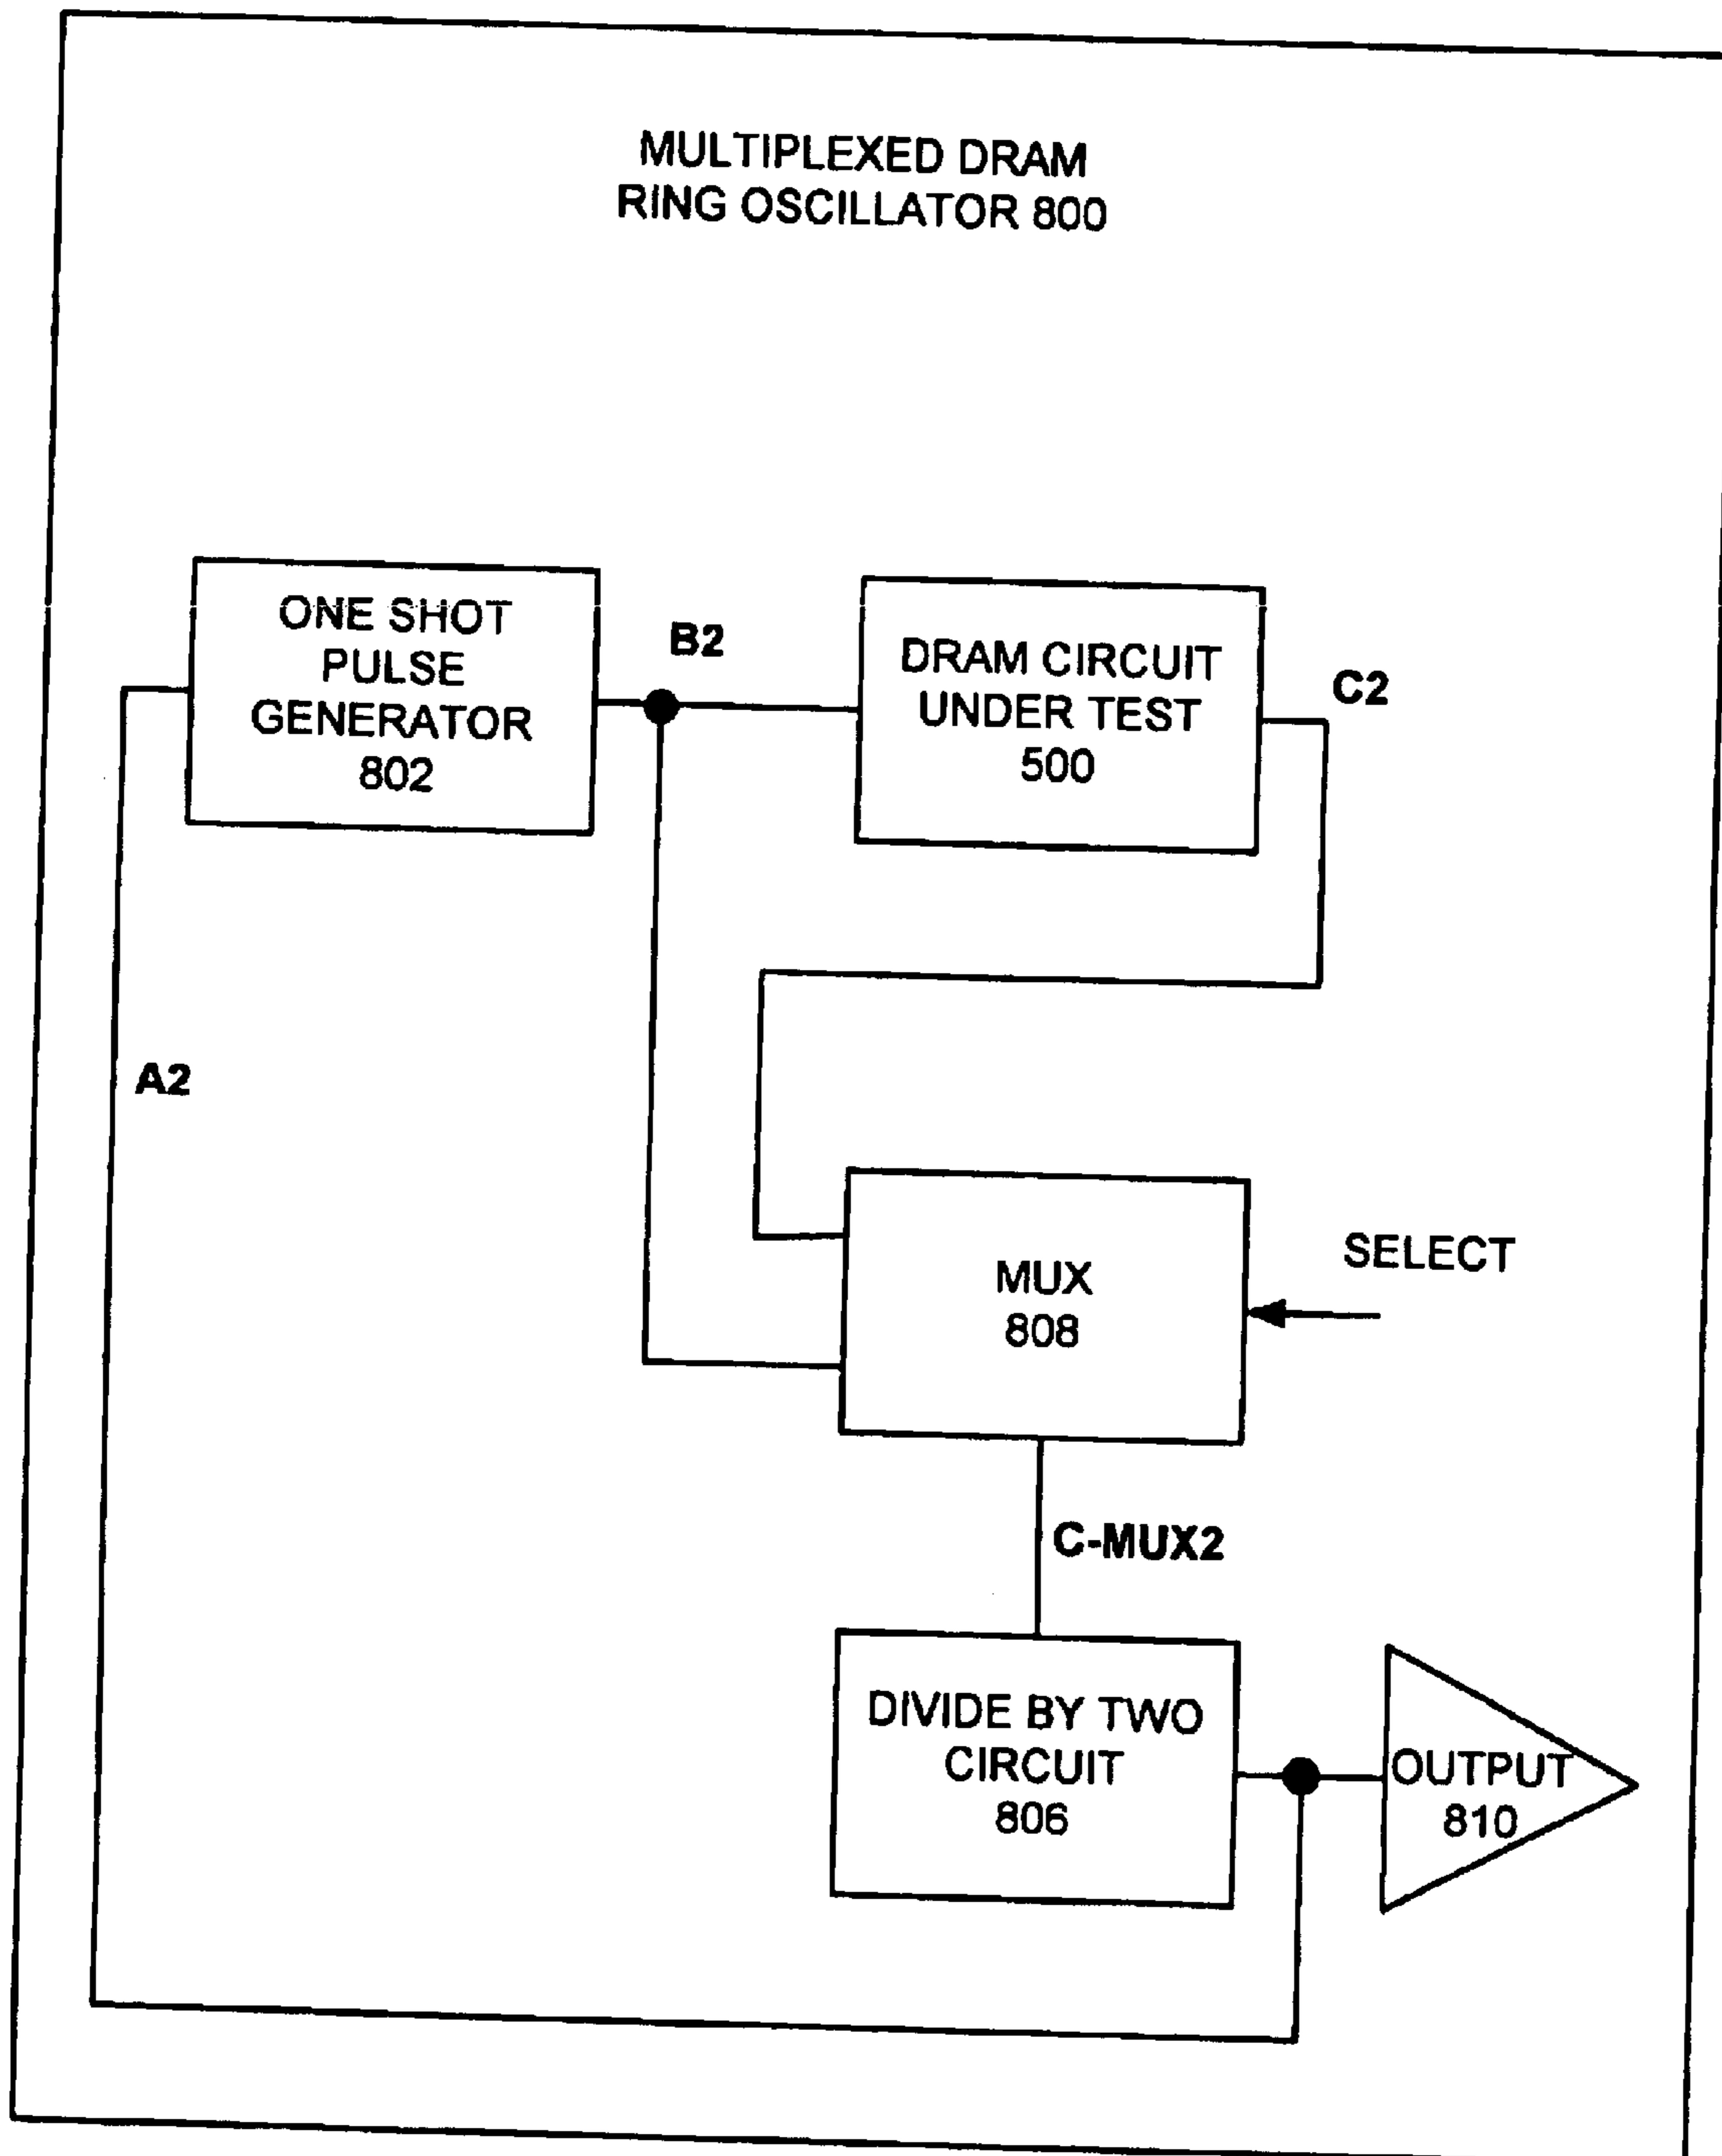 MULTIPLEXED DRAM
RING OSCILLATOR 800
ONE SHOT
PULSE
GENERATOR
802
B2
DRAM CIRCUIT
UNDER TEST
500
C2
A2
MUX
808
SELECT
C-MUX2
DIVIDE BY TWO
CIRCUIT
806
OUTPUT
810